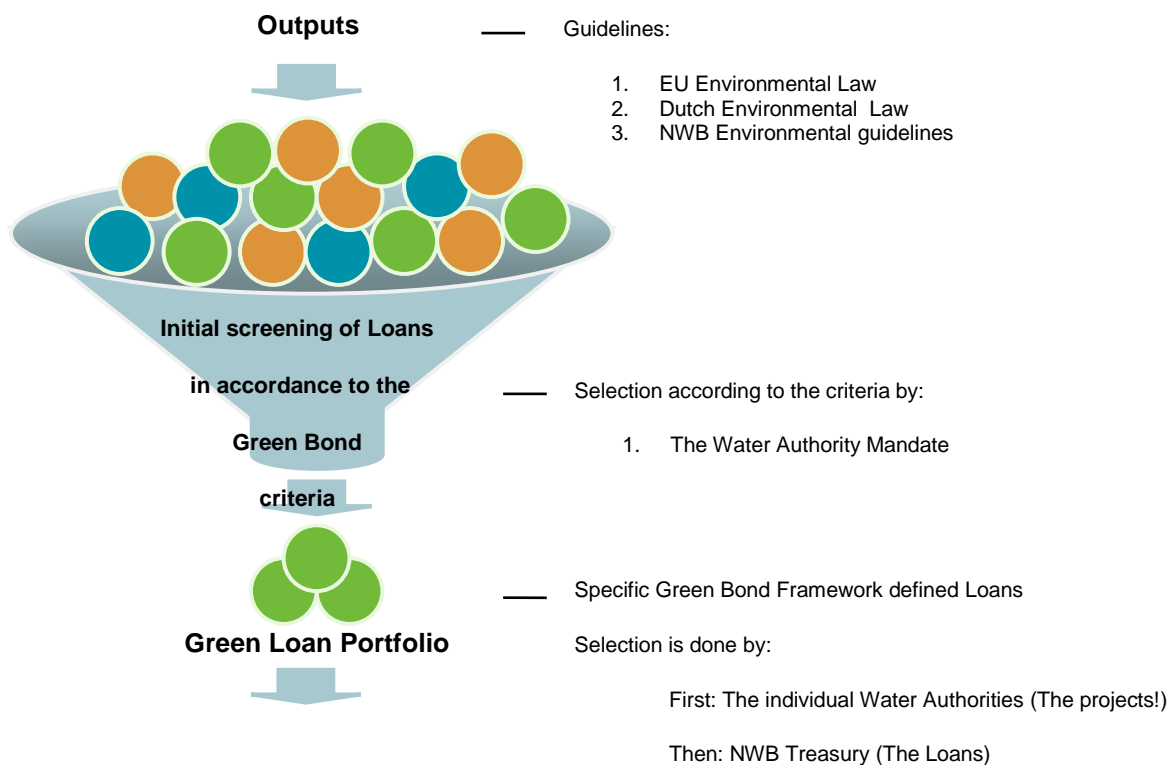 Outputs
Guidelines:
1. EU Environmental Law
2. Dutch Environmental Law
3. NWB Environmental guidelines
Initial screening of Loans
in accordance to the
Green Bond
criteria
Selection according to the criteria by:
1. The Water Authority Mandate
Green Loan Portfolio
Specific Green Bond Framework defined Loans
Selection is done by:
First: The individual Water Authorities (The projects!)
Then: NWB Treasury (The Loans)